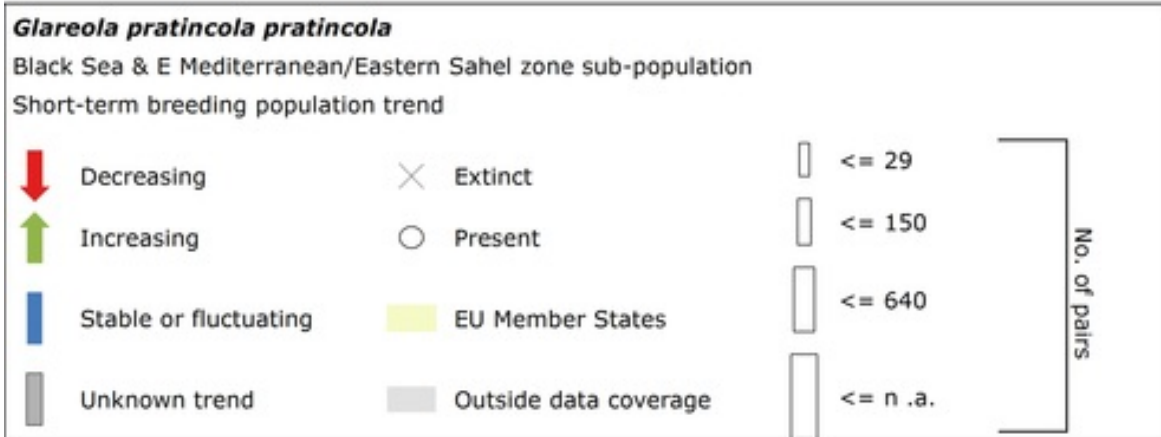 Glareola pratincola pratincola
Black Sea & E Mediterranean/Eastern Sahel zone sub-population
Short-term breeding population trend
Decreasing
Extinct
<= 29
Increasing
Present
<= 150
Stable or fluctuating
EU Member States
<= 640
Unknown trend
Outside data coverage
<= n .a.
No. of pairs